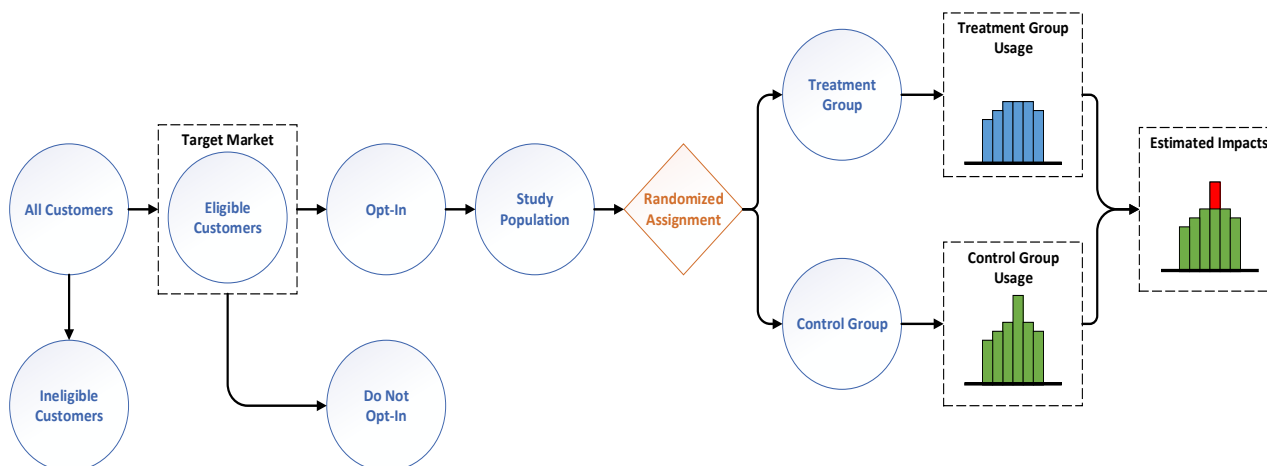 Treatment Group
Usage
Treatment
Group
Target Market
Estimated Impacts
All Customers
Eligible
Customers
Opt-In
Study
Population
Randomized
Assignment
Control Group
Usage
Control Group
Ineligible
Customers
Do Not
Opt-In